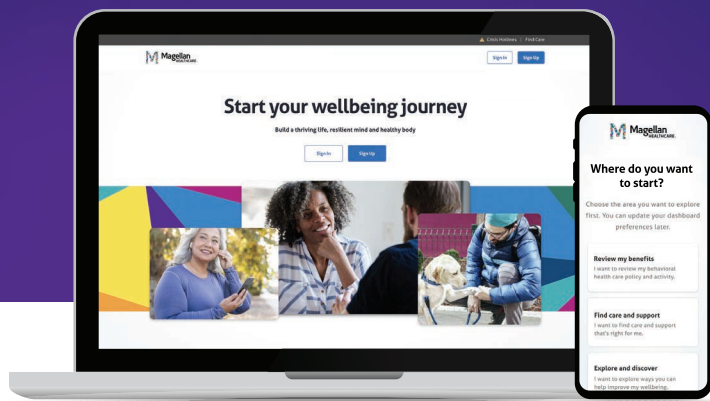 Crisis Hotlines | Find Care
Magellan
HEALTHCARE
Sign In
Sign Up
Start your wellbeing journey
Build a thriving life, resilient mind and healthy body
Sign In
Sign Up
Magellan
HEALTHCARE.
Where do you want
to start?
Choose the area you want to explore
first. You can update your dashboard
preferences later.
Review my benefits
I want to review my behavioral
health care policy and activity.
Find care and support
I want to find care and support
that's right for me.
Explore and discover
I want to explore ways you can
help improve my wellbeing.